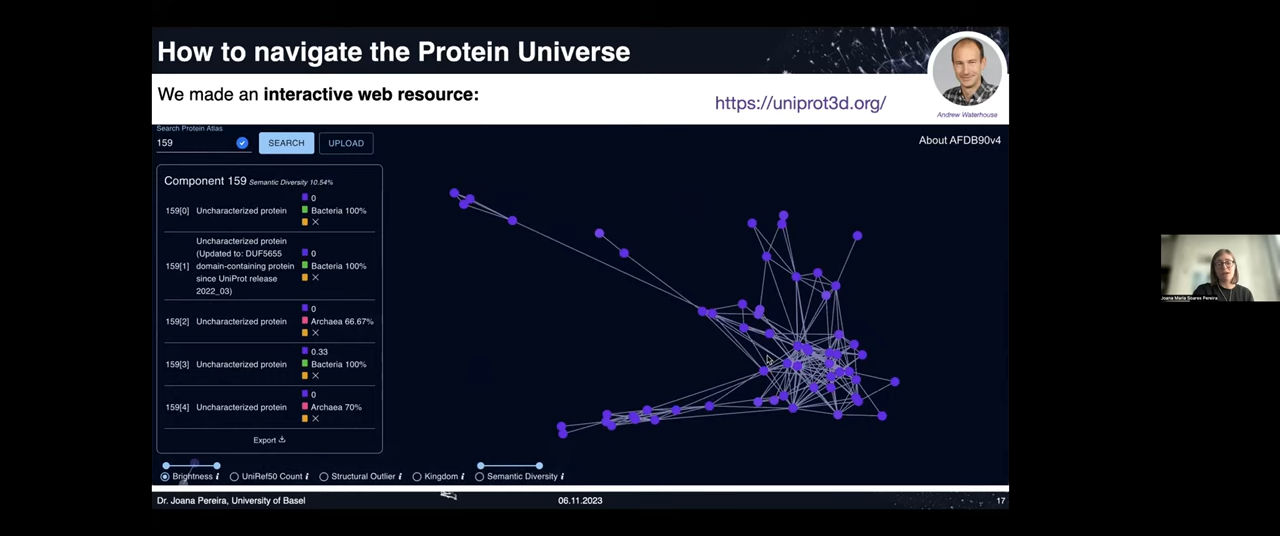 How to navigate the Protein Universe
We made an interactive web resource:
https://uniprot3d.org/
Andrew Waterhouse
Search Protein Atlas
159
SEARCH
UPLOAD
About AFDB90v4
Component 159 Semantic Diversity 10.54%
159[0] Uncharacterized protein
0
Bacteria 100%
159[1] Uncharacterized protein
(Updated to: DUF5655
domain-containing protein
since UniProt release
2022_03)
0
Bacteria 100%
159[2] Uncharacterized protein
0
Archaea 66.67%
159[3] Uncharacterized protein
0.33
Bacteria 100%
159[4] Uncharacterized protein
0
Archaea 70%
Export
Brightness i
UniRef50 Count i
Structural Outlier i
Kingdom i
Semantic Diversity i
Dr. Joana Pereira, University of Basel
06.11.2023
17
Joana Maria Soares Pereira